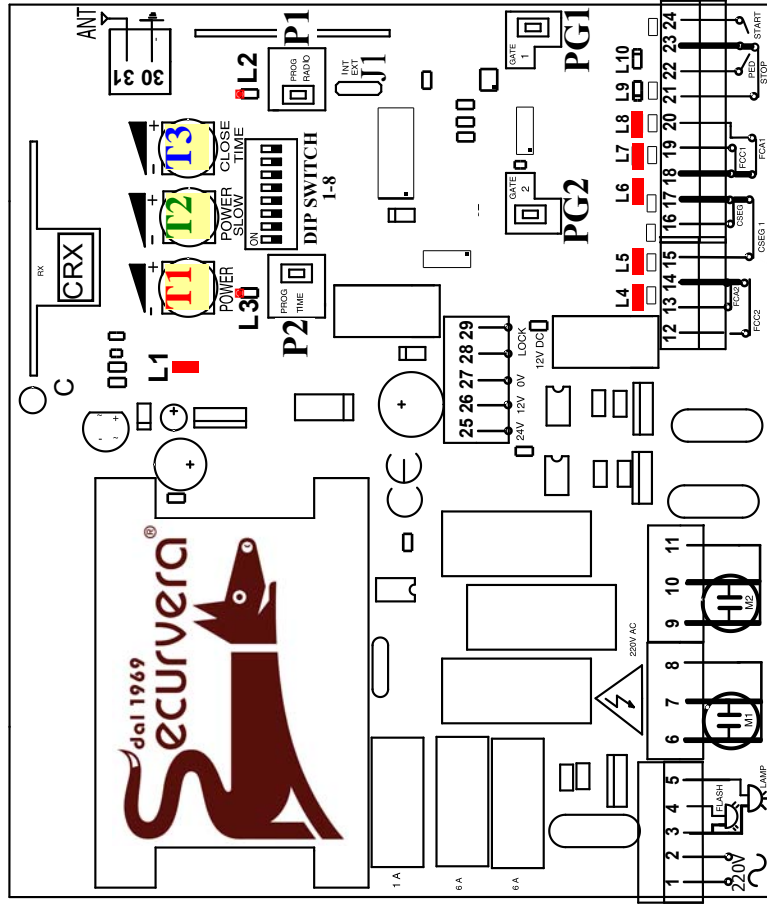 ANT
30 31
P1
PROG
RADIO
L2
INT
EXT
J1
GATE
1
PG1
24
START
23
22
PED
STOP
21
L10
L9
L8
20
L7
19
FCC1
FCA1
18
L6
17
16
CSEG
CSEG 1
L5
15
14
L4
13
FCA2
12
FCC2
- +
T3
CLOSE
TIME
- +
T2
POWER
SLOW
- +
T1
POWER
ON
DIP SWITCH
1-8
GATE
2
PG2
RX
CRX
L3
PROG
TIME
P2
C
L1
25 26 27 28 29
24V 12V 0V LOCK
12V DC
®
dal 1969
ecurvera
CE
1 A
6 A
6 A
220V AC
11
10
9
M2
8
7
6
M1
5
4
3
FLASH
LAMP
2
1
220V